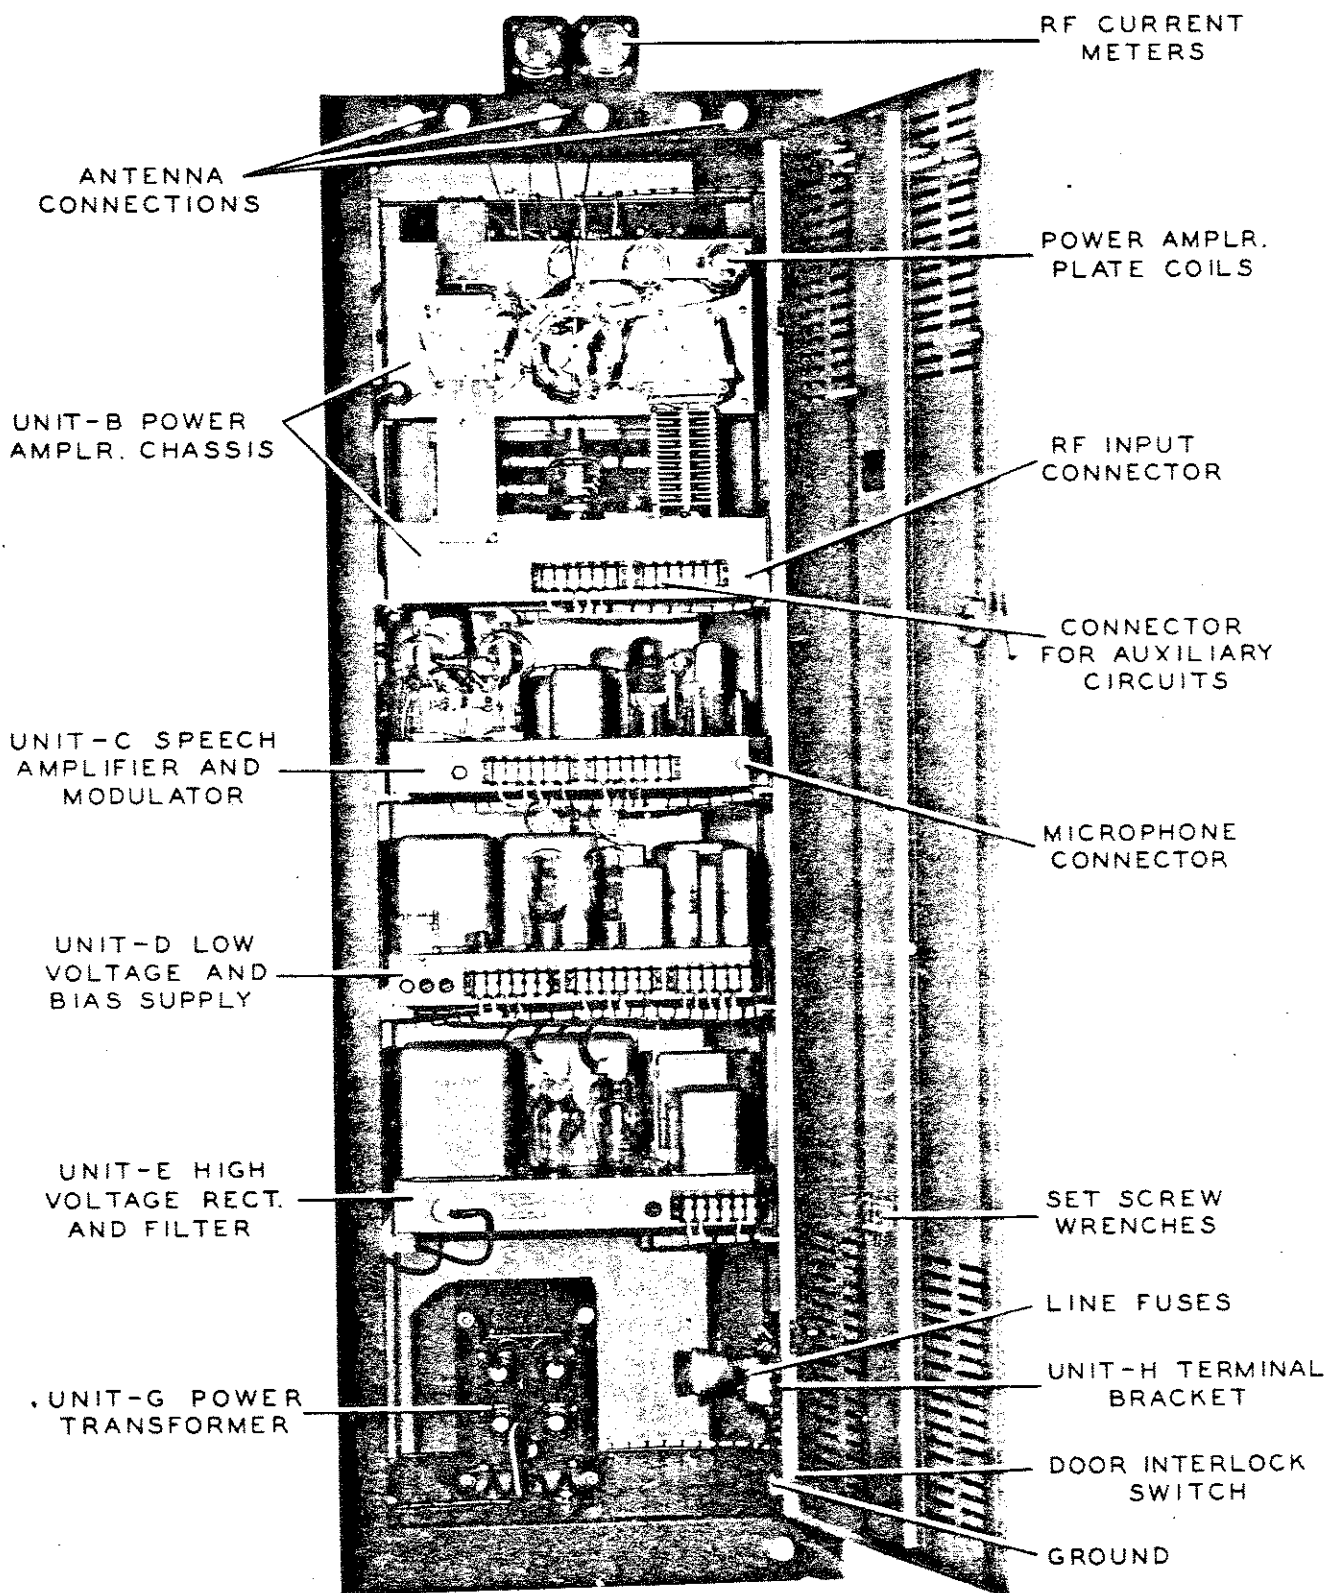 RF CURRENT
METERS
ANTENNA
CONNECTIONS
POWER AMPLR.
PLATE COILS
UNIT-B POWER
AMPLR. CHASSIS
RF INPUT
CONNECTOR
CONNECTOR
FOR AUXILIARY
CIRCUITS
UNIT-C SPEECH
AMPLIFIER AND
MODULATOR
MICROPHONE
CONNECTOR
UNIT-D LOW
VOLTAGE AND
BIAS SUPPLY
UNIT-E HIGH
VOLTAGE RECT.
AND FILTER
SET SCREW
WRENCHES
LINE FUSES
UNIT-H TERMINAL
BRACKET
UNIT-G POWER
TRANSFORMER
DOOR INTERLOCK
SWITCH
GROUND